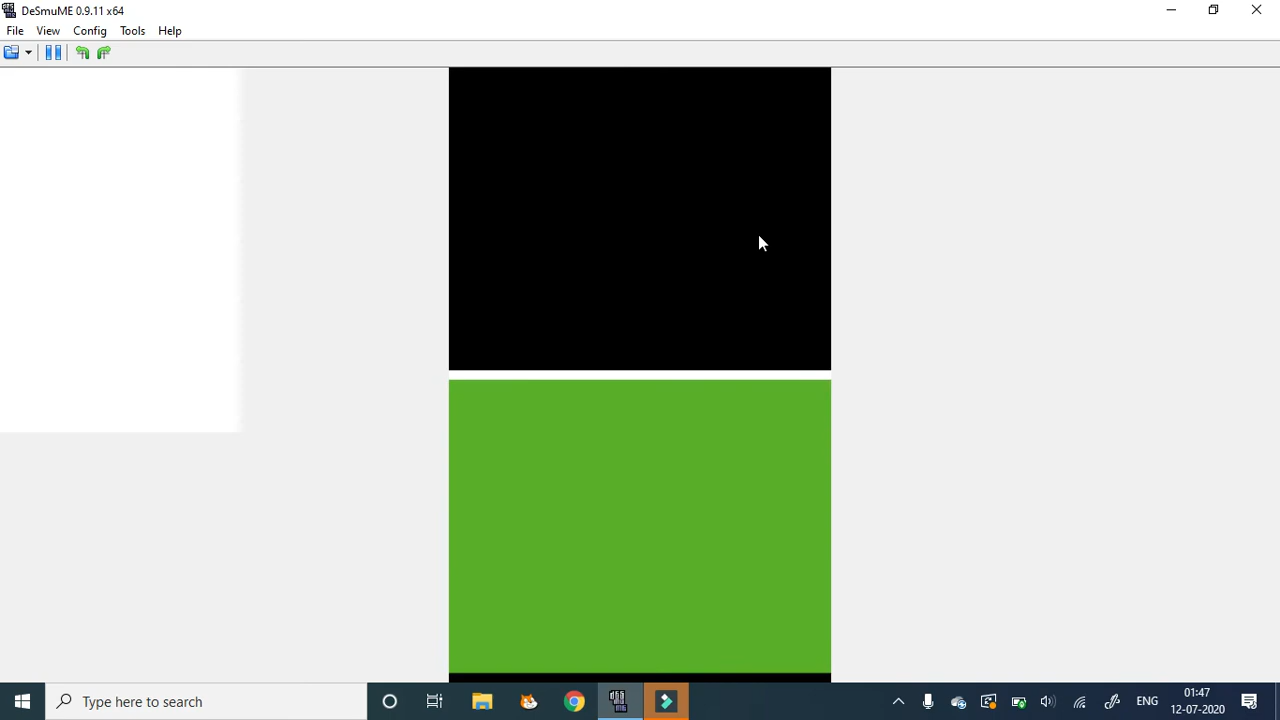 DeSmuME 0.9.11 x64
File View Config Tools Help
Type here to search
ENG
01:47
12-07-2020